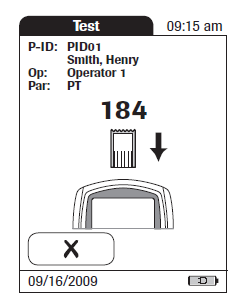 Test 09:15 am
P-ID: PID01
Smith, Henry
Op: Operator 1
Par: PT
184
X
09/16/2009